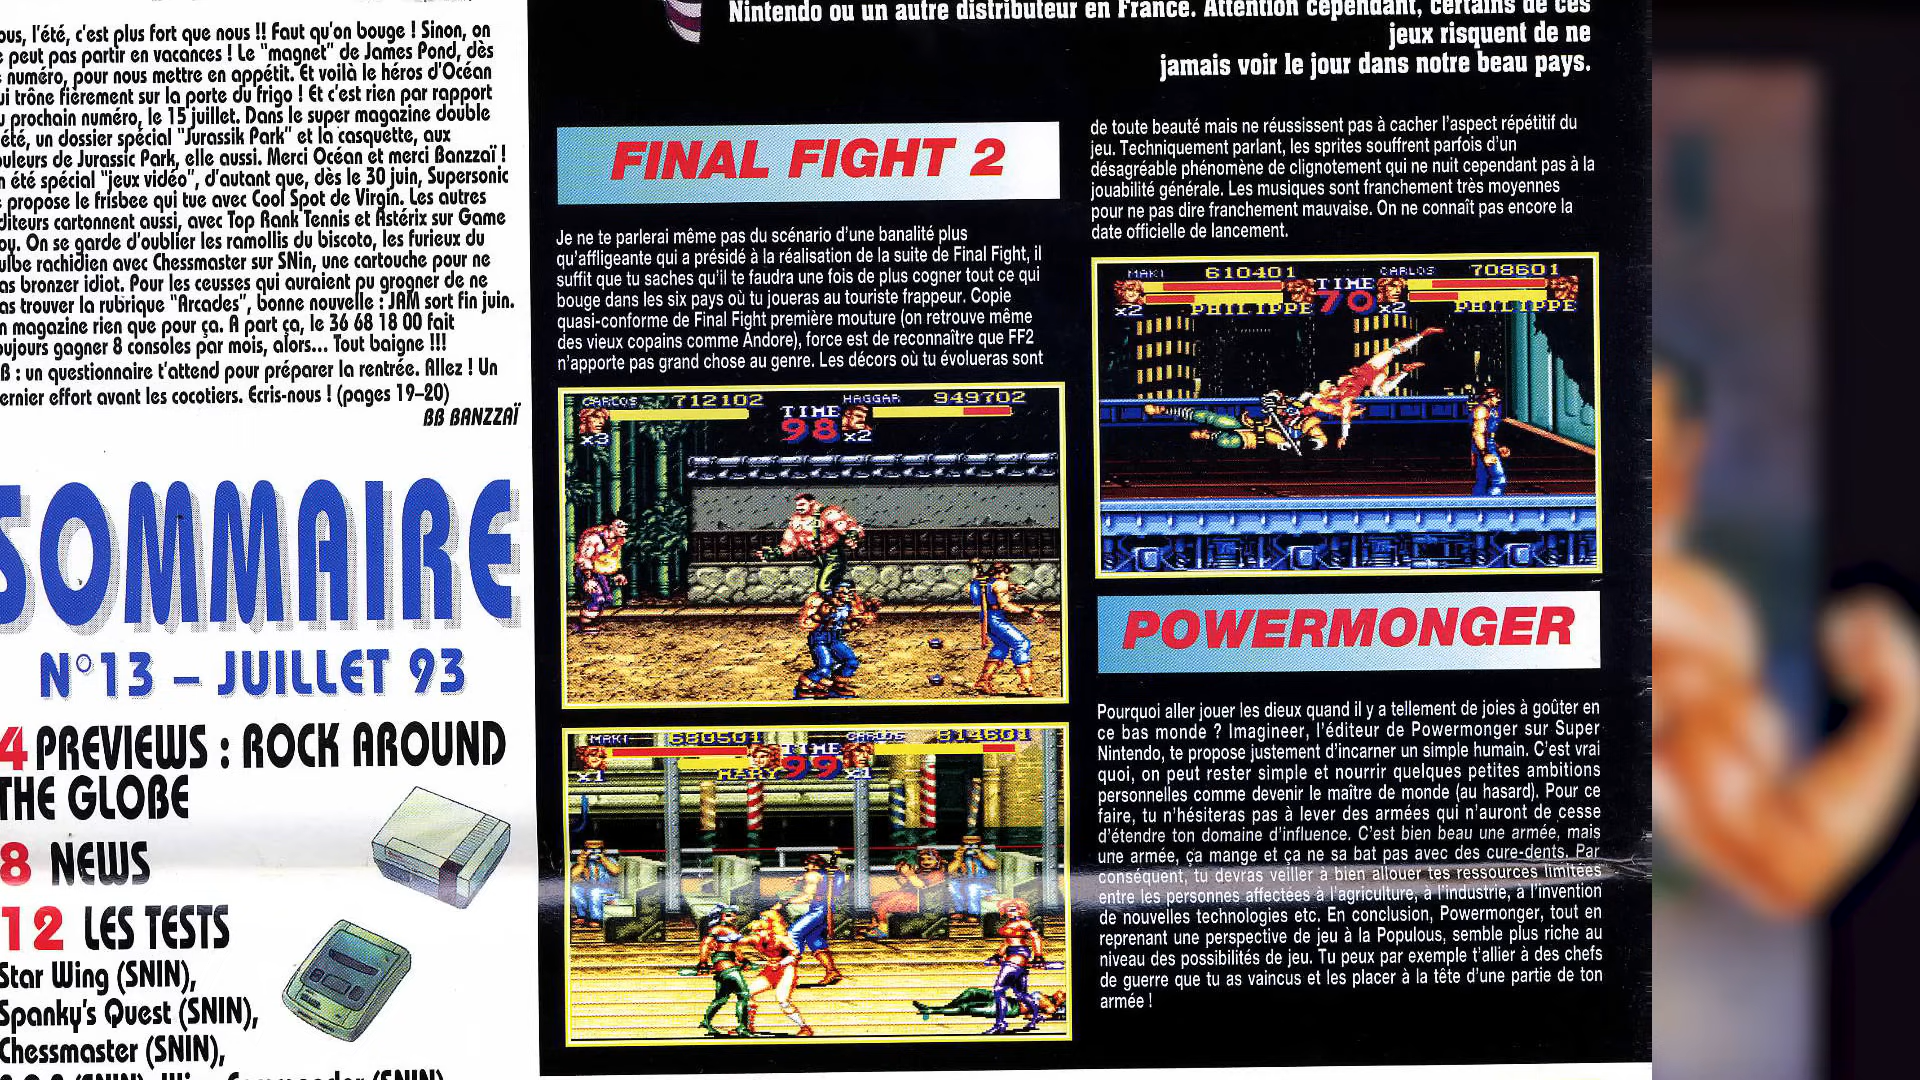 ous, l'été, c'est plus fort que nous !! Faut qu'on bouge ! Sinon, on
peut pas partir en vacances ! Le "magnet" de James Pond, dès
numéro, pour nous mettre en appétit. Et voilà le héros d'Océan
ui trône fièrement sur la porte du frigo ! Et c'est rien par rapport
u prochain numéro, le 15 juillet. Dans le super magazine double
été, un dossier spécial "Jurassik Park" et la casquette, aux
ouleurs de Jurassic Park, elle aussi. Merci Océan et merci Banzzaï !
n été spécial "jeux vidéo", d'autant que, dès le 30 juin, Supersonic
propose le frisbee qui tue avec Cool Spot de Virgin. Les autres
diteurs cartonnent aussi, avec Top Rank Tennis et Astérix sur Game
oy. On se garde d'oublier les ramollis du biscoto, les furieux du
ulbe rachidien avec Chessmaster sur SNin, une cartouche pour ne
as bronzer idiot. Pour les ceusses qui auraient pu grogner de ne
as trouver la rubrique "Arcades", bonne nouvelle : JAM sort fin juin.
n magazine rien que pour ça. A part ça, le 36 68 18 00 fait
oujours gagner 8 consoles par mois, alors... Tout baigne !!!
B : un questionnaire t'attend pour préparer la rentrée. Allez ! Un
ernier effort avant les cocotiers. Ecris-nous ! (pages 19–20)
BB BANZZAÏ
SOMMAIRE
N°13 – JUILLET 93
4 PREVIEWS : ROCK AROUND
THE GLOBE
8 NEWS
12 LES TESTS
Star Wing (SNIN),
Spanky's Quest (SNIN),
Chessmaster (SNIN),
Nintendo ou un autre distributeur en France. Attention cependant, certains de ces
jeux risquent de ne
jamais voir le jour dans notre beau pays.
FINAL FIGHT 2
Je ne te parlerai même pas du scénario d'une banalité plus
qu'affligeante qui a présidé à la réalisation de la suite de Final Fight, il
suffit que tu saches qu'il te faudra une fois de plus cogner tout ce qui
bouge dans les six pays où tu joueras au touriste frappeur. Copie
quasi-conforme de Final Fight première mouture (on retrouve même
des vieux copains comme Andore), force est de reconnaître que FF2
n'apporte pas grand chose au genre. Les décors où tu évolueras sont
CARLOS 712102 TIME HAGGAR 949702
x3 98 x2
MAKI 680501 TIME CARLOS 814601
x1 MARY 99 x1
de toute beauté mais ne réussissent pas à cacher l'aspect répétitif du
jeu. Techniquement parlant, les sprites souffrent parfois d'un
désagréable phénomène de clignotement qui ne nuit cependant pas à la
jouabilité générale. Les musiques sont franchement très moyennes
pour ne pas dire franchement mauvaise. On ne connaît pas encore la
date officielle de lancement.
MAKI 610401 TIME CARLOS 708601
x2 PHILIPPE 70 x2 PHILIPPE
POWERMONGER
Pourquoi aller jouer les dieux quand il y a tellement de joies à goûter en
ce bas monde ? Imagineer, l'éditeur de Powermonger sur Super
Nintendo, te propose justement d'incarner un simple humain. C'est vrai
quoi, on peut rester simple et nourrir quelques petites ambitions
personnelles comme devenir le maître de monde (au hasard). Pour ce
faire, tu n'hésiteras pas à lever des armées qui n'auront de cesse
d'étendre ton domaine d'influence. C'est bien beau une armée, mais
une armée, ça mange et ça ne sa bat pas avec des cure-dents. Par
conséquent, tu devras veiller à bien allouer tes ressources limitées
entre les personnes affectées à l'agriculture, à l'industrie, à l'invention
de nouvelles technologies etc. En conclusion, Powermonger, tout en
reprenant une perspective de jeu à la Populous, semble plus riche au
niveau des possibilités de jeu. Tu peux par exemple t'allier à des chefs
de guerre que tu as vaincus et les placer à la tête d'une partie de ton
armée !